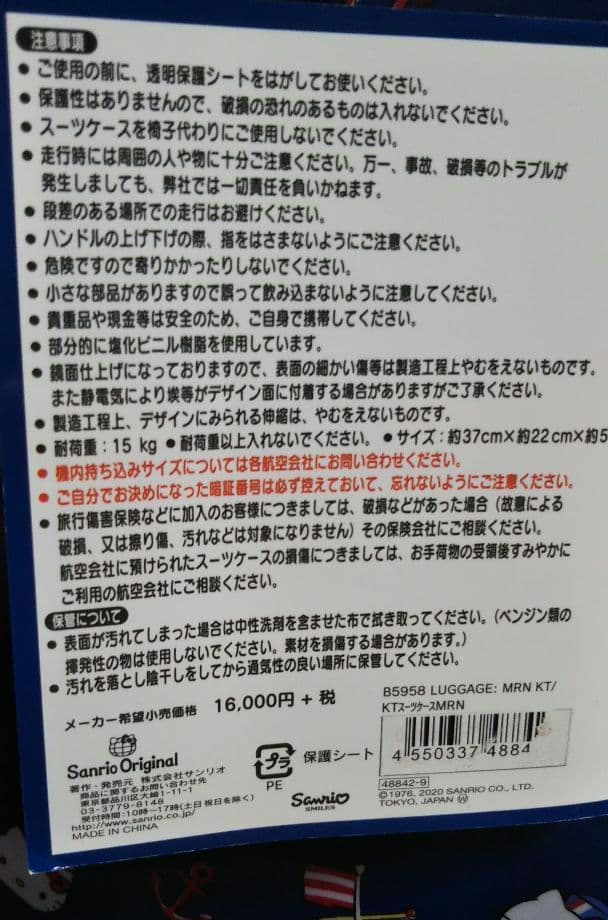 注意事項
● ご使用の前に、透明保護シートをはがしてお使いください。
● 保護性はありませんので、破損の恐れのあるものは入れないでください。
● スーツケースを椅子代わりにご使用しないでください。
● 走行時には周囲の人や物に十分ご注意ください。万一、事故、破損等のトラブルが
発生しましても、弊社では一切責任を負いかねます。
● 段差のある場所での走行はお避けください。
● ハンドルの上げ下げの際、指をはさまないようにご注意ください。
● 危険ですので寄りかかったりしないでください。
● 小さな部品がありますので誤って飲み込まないように注意してください。
● 貴重品や現金等は安全のため、ご自身で携帯してください。
● 部分的に塩化ビニル樹脂を使用しています。
● 鏡面仕上げになっておりますので、表面の細かい傷等は製造工程上やむをえないものです。
また静電気により埃等がデザイン面に付着する場合がありますがご了承ください。
● 製造工程上、デザインにみられる伸縮は、やむをえないものです。
● 耐荷重：15 kg ● 耐荷重以上入れないでください。 ● サイズ：約37cm×約22cm×約5
● 機内持ち込みサイズについては各航空会社にお問い合わせください。
● ご自分でお決めになった暗証番号は必ず控えておいて、忘れないようにご注意ください。
● 旅行傷害保険などに加入のお客様につきましては、破損などがあった場合（故意による
破損、又は擦り傷、汚れなどは対象になりません）その保険会社にご相談ください。
航空会社に預けられたスーツケースの損傷につきましては、お手荷物の受領後すみやかに
ご利用の航空会社にご相談ください。
保管について
● 表面が汚れてしまった場合は中性洗剤を含ませた布で拭き取ってください。（ベンジン類の
揮発性の物は使用しないでください。素材を損傷する場合があります。）
● 汚れを落とし陰干しをしてから通気性の良い場所に保管してください。
メーカー希望小売価格 16,000円 + 税
B5958 LUGGAGE: MRN KT/
KTスーツケースMRN
4 550337 4884
48842-9
©1976, 2020 SANRIO CO., LTD.
TOKYO, JAPAN Ⓦ
Sanrio Original
プラ
PE
保護シート
Sanrio
SMILES
著作・発売元 株式会社サンリオ
商品に関するお問い合わせ先
東京都品川区大崎1-11-1
03-3779-8148
受付時間：10時〜17時(土日祝日を除く)
http://www.sanrio.co.jp/
MADE IN CHINA